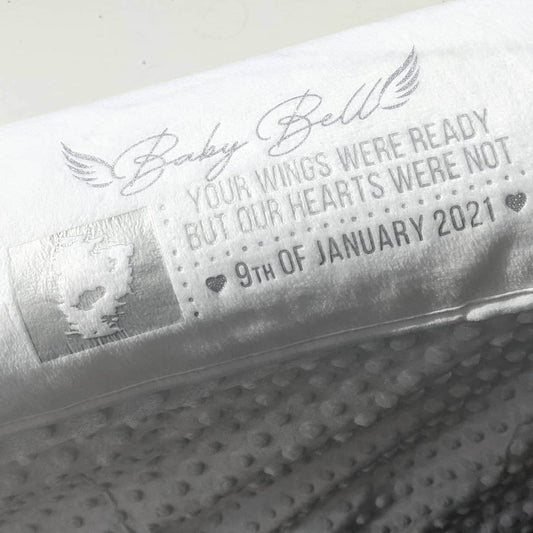 Baby Bell
YOUR WINGS WERE READY
BUT OUR HEARTS WERE NOT
9TH OF JANUARY 2021